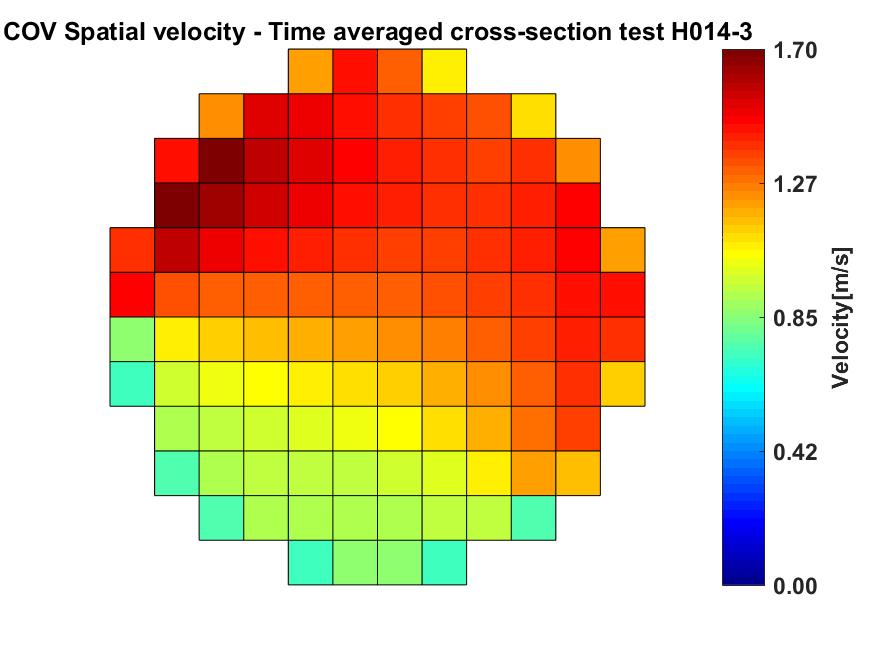 COV Spatial velocity - Time averaged cross-section test H014-3
1.70
1.27
0.85
0.42
0.00
Velocity[m/s]